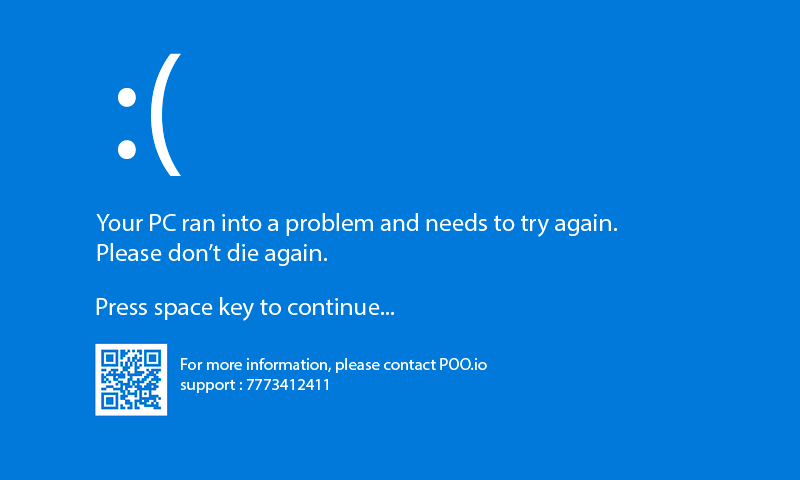 :(
Your PC ran into a problem and needs to try again.
Please don’t die again.
Press space key to continue...
For more information, please contact POO.io
support : 7773412411